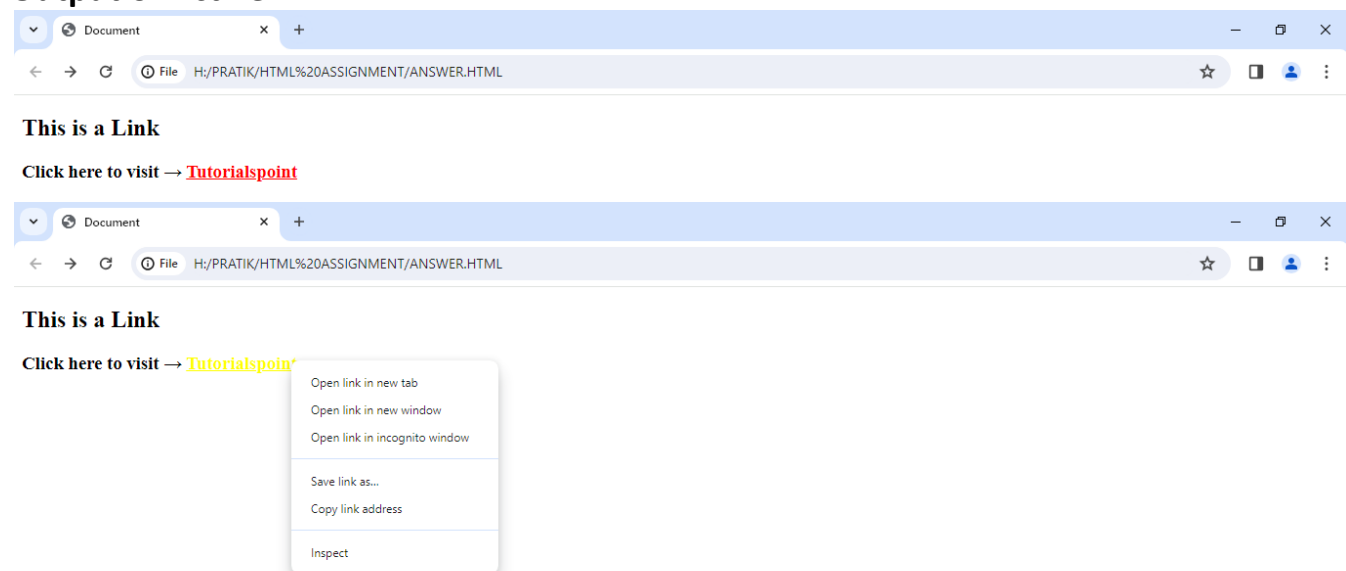 Document
File H:/PRATIK/HTML%20ASSIGNMENT/ANSWER.HTML
This is a Link
Click here to visit → Tutorialspoint
Document
File H:/PRATIK/HTML%20ASSIGNMENT/ANSWER.HTML
This is a Link
Click here to visit → Tutorialspoint
Open link in new tab
Open link in new window
Open link in incognito window
Save link as...
Copy link address
Inspect